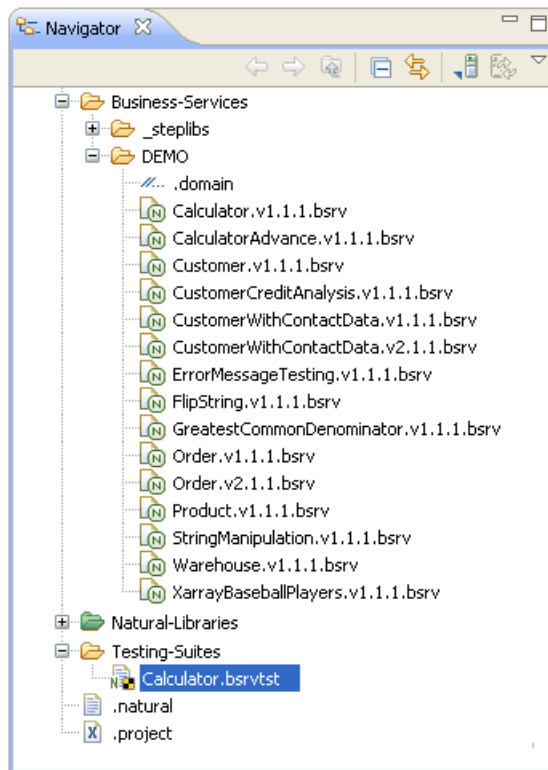 Navigator
Business-Services
_steplibs
DEMO
.domain
Calculator.v1.1.1.bsrv
CalculatorAdvance.v1.1.1.bsrv
Customer.v1.1.1.bsrv
CustomerCreditAnalysis.v1.1.1.bsrv
CustomerWithContactData.v1.1.1.bsrv
CustomerWithContactData.v2.1.1.bsrv
ErrorMessageTesting.v1.1.1.bsrv
FlipString.v1.1.1.bsrv
GreatestCommonDenominator.v1.1.1.bsrv
Order.v1.1.1.bsrv
Order.v2.1.1.bsrv
Product.v1.1.1.bsrv
StringManipulation.v1.1.1.bsrv
Warehouse.v1.1.1.bsrv
XarrayBaseballPlayers.v1.1.1.bsrv
Natural-Libraries
Testing-Suites
Calculator.bsrvtst
.natural
.project